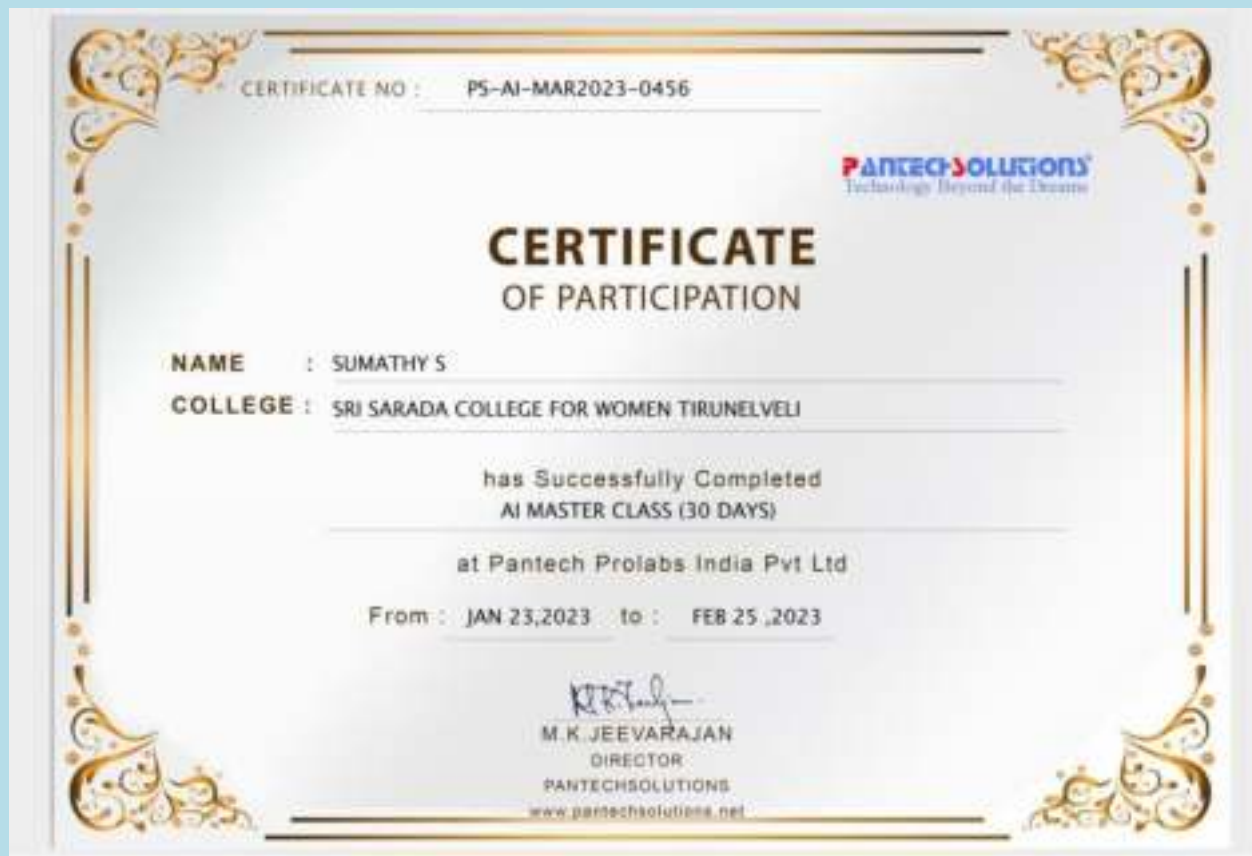 CERTIFICATE NO : PS-AI-MAR2023-0456
PANTECHSOLUTIONS
Technology Beyond the Dreams
CERTIFICATE
OF PARTICIPATION
NAME : SUMATHY S
COLLEGE : SRI SARADA COLLEGE FOR WOMEN TIRUNELVELI
has Successfully Completed
AI MASTER CLASS (30 DAYS)
at Pantech Prolabs India Pvt Ltd
From : JAN 23,2023 to : FEB 25 ,2023
M.K.JEEVARAJAN
DIRECTOR
PANTECHSOLUTIONS
www.pantechsolutions.net